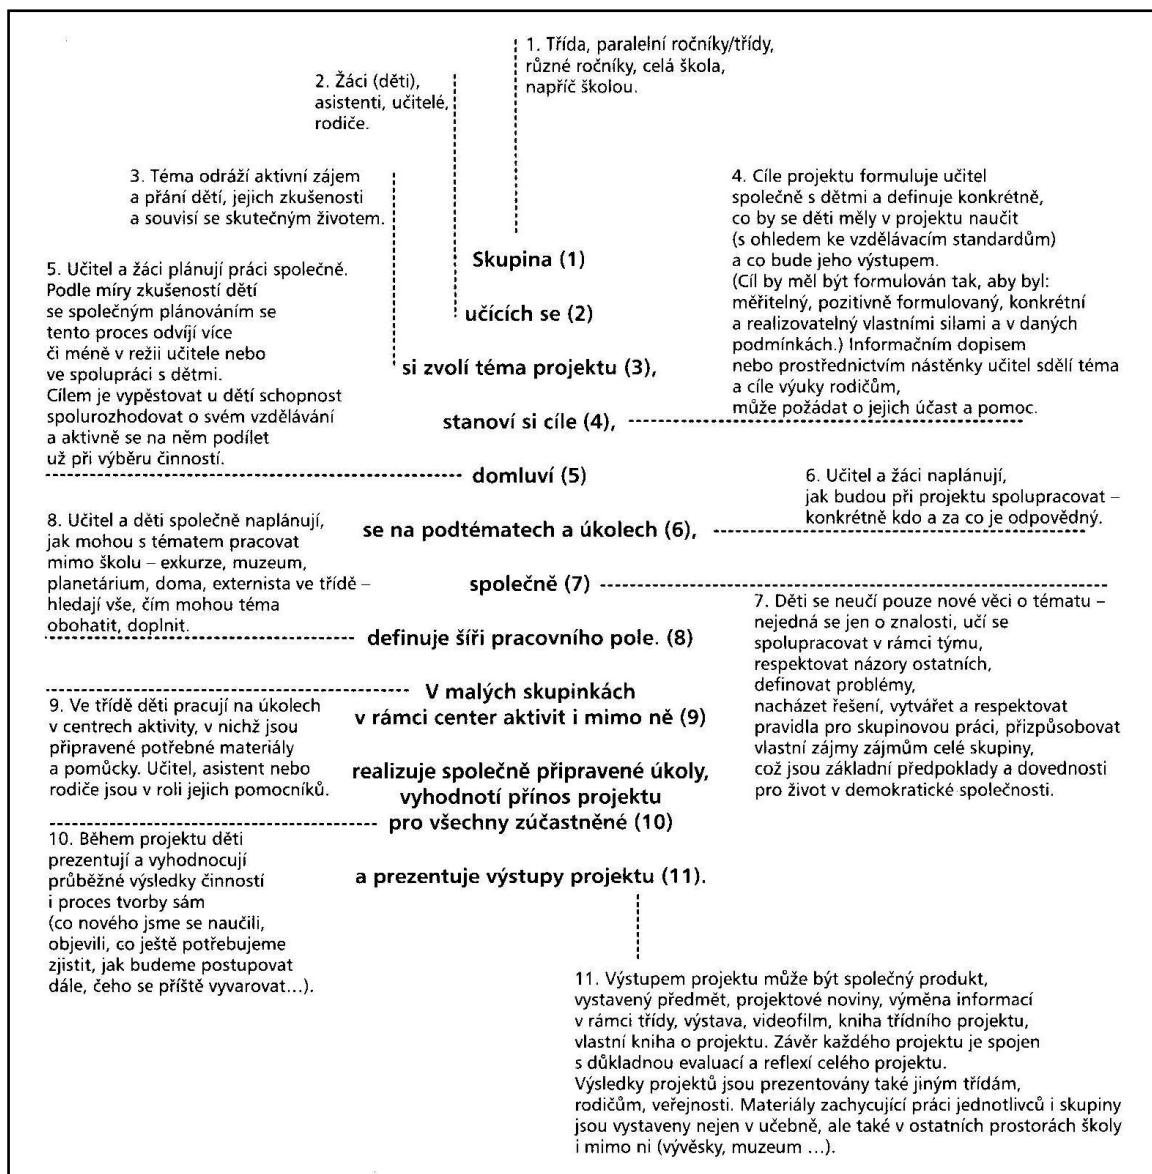 1. Třída, paralelní ročníky/třídy,
různé ročníky, celá škola,
napříč školou.
2. Žáci (děti),
asistenti, učitelé,
rodiče.
3. Téma odráží aktivní zájem
a přání dětí, jejich zkušenosti
a souvisí se skutečným životem.
4. Cíle projektu formuluje učitel
společně s dětmi a definuje konkrétně,
co by se děti měly v projektu naučit
(s ohledem ke vzdělávacím standardům)
a co bude jeho výstupem.
(Cíl by měl být formulován tak, aby byl:
měřitelný, pozitivně formulovaný, konkrétní
a realizovatelný vlastními silami a v daných
podmínkách.) Informačním dopisem
nebo prostřednictvím nástěnky učitel sdělí téma
a cíle výuky rodičům,
může požádat o jejich účast a pomoc.
5. Učitel a žáci plánují práci společně.
Podle míry zkušeností dětí
se společným plánováním se
tento proces odvíjí více
či méně v režii učitele nebo
ve spolupráci s dětmi.
Cílem je vypěstovat u dětí schopnost
spolurozhodovat o svém vzdělávání
a aktivně se na něm podílet
už při výběru činností.
Skupina (1)
učících se (2)
si zvolí téma projektu (3),
stanoví si cíle (4),
domluví (5)
se na podtématech a úkolech (6),
společně (7)
definuje šíři pracovního pole. (8)
V malých skupinkách
v rámci center aktivit i mimo ně (9)
realizuje společně připravené úkoly,
vyhodnotí přínos projektu
pro všechny zúčastněné (10)
a prezentuje výstupy projektu (11).
6. Učitel a žáci naplánují,
jak budou při projektu spolupracovat –
konkrétně kdo a za co je odpovědný.
8. Učitel a děti společně naplánují,
jak mohou s tématem pracovat
mimo školu – exkurze, muzeum,
planetárium, doma, externista ve třídě –
hledají vše, čím mohou téma
obohatit, doplnit.
7. Děti se neučí pouze nové věci o tématu –
nejedná se jen o znalosti, učí se
spolupracovat v rámci týmu,
respektovat názory ostatních,
definovat problémy,
nacházet řešení, vytvářet a respektovat
pravidla pro skupinovou práci, přizpůsobovat
vlastní zájmy zájmům celé skupiny,
což jsou základní předpoklady a dovednosti
pro život v demokratické společnosti.
9. Ve třídě děti pracují na úkolech
v centrech aktivity, v nichž jsou
připravené potřebné materiály
a pomůcky. Učitel, asistent nebo
rodiče jsou v roli jejich pomocníků.
10. Během projektu děti
prezentují a vyhodnocují
průběžné výsledky činností
i proces tvorby sám
(co nového jsme se naučili,
objevili, co ještě potřebujeme
zjistit, jak budeme postupovat
dále, čeho se příště vyvarovat...).
11. Výstupem projektu může být společný produkt,
vystavený předmět, projektové noviny, výměna informací
v rámci třídy, výstava, videofilm, kniha třídního projektu,
vlastní kniha o projektu. Závěr každého projektu je spojen
s důkladnou evaluací a reflexí celého projektu.
Výsledky projektů jsou prezentovány také jiným třídám,
rodičům, veřejnosti. Materiály zachycující práci jednotlivců i skupiny
jsou vystaveny nejen v učebně, ale také v ostatních prostorách školy
i mimo ni (vývěsky, muzeum ...).